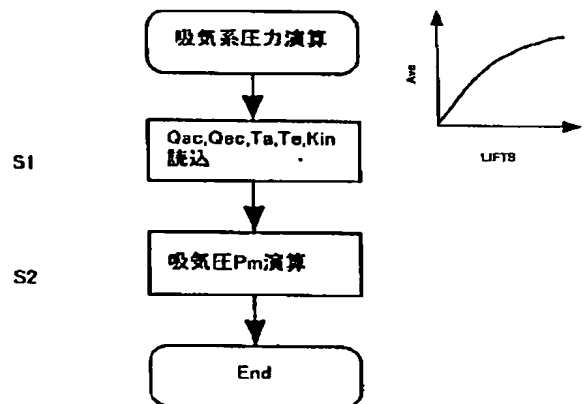 吸気系圧力演算
S1
Qac,Qec,Ta,Te,Kin
読込
S2
吸気圧Pm演算
End
Ave
LIFTS